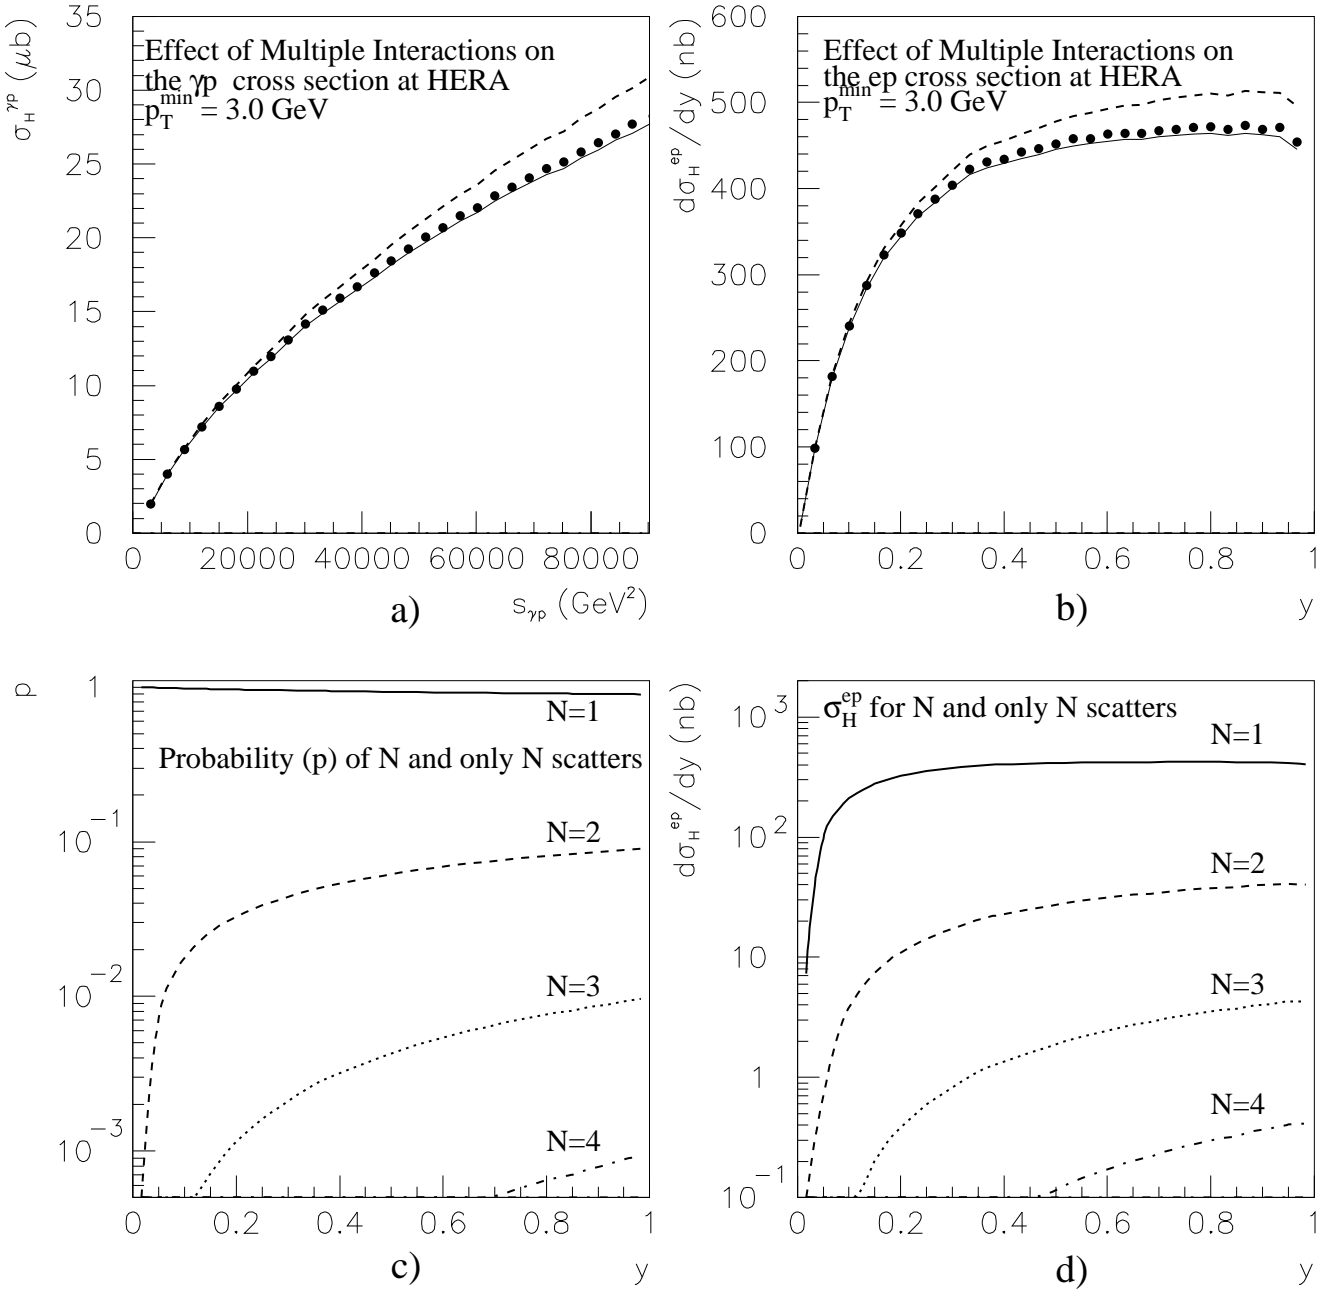 σ_H^γp (μb)
35
30
25
20
15
10
5
0
Effect of Multiple Interactions on
the γp cross section at HERA
p_T^min = 3.0 GeV
0 20000 40000 60000 80000
s_γp (GeV²)
a)
dσ_H^ep/dy (nb)
600
500
400
300
200
100
0
Effect of Multiple Interactions on
the ep cross section at HERA
p_T^min = 3.0 GeV
0 0.2 0.4 0.6 0.8 1
y
b)
p
1
10^-1
10^-2
10^-3
N=1
Probability (p) of N and only N scatters
N=2
N=3
N=4
0 0.2 0.4 0.6 0.8 1
y
c)
dσ_H^ep/dy (nb)
10^3
10^2
10
1
10^-1
σ_H^ep for N and only N scatters
N=1
N=2
N=3
N=4
0 0.2 0.4 0.6 0.8 1
y
d)